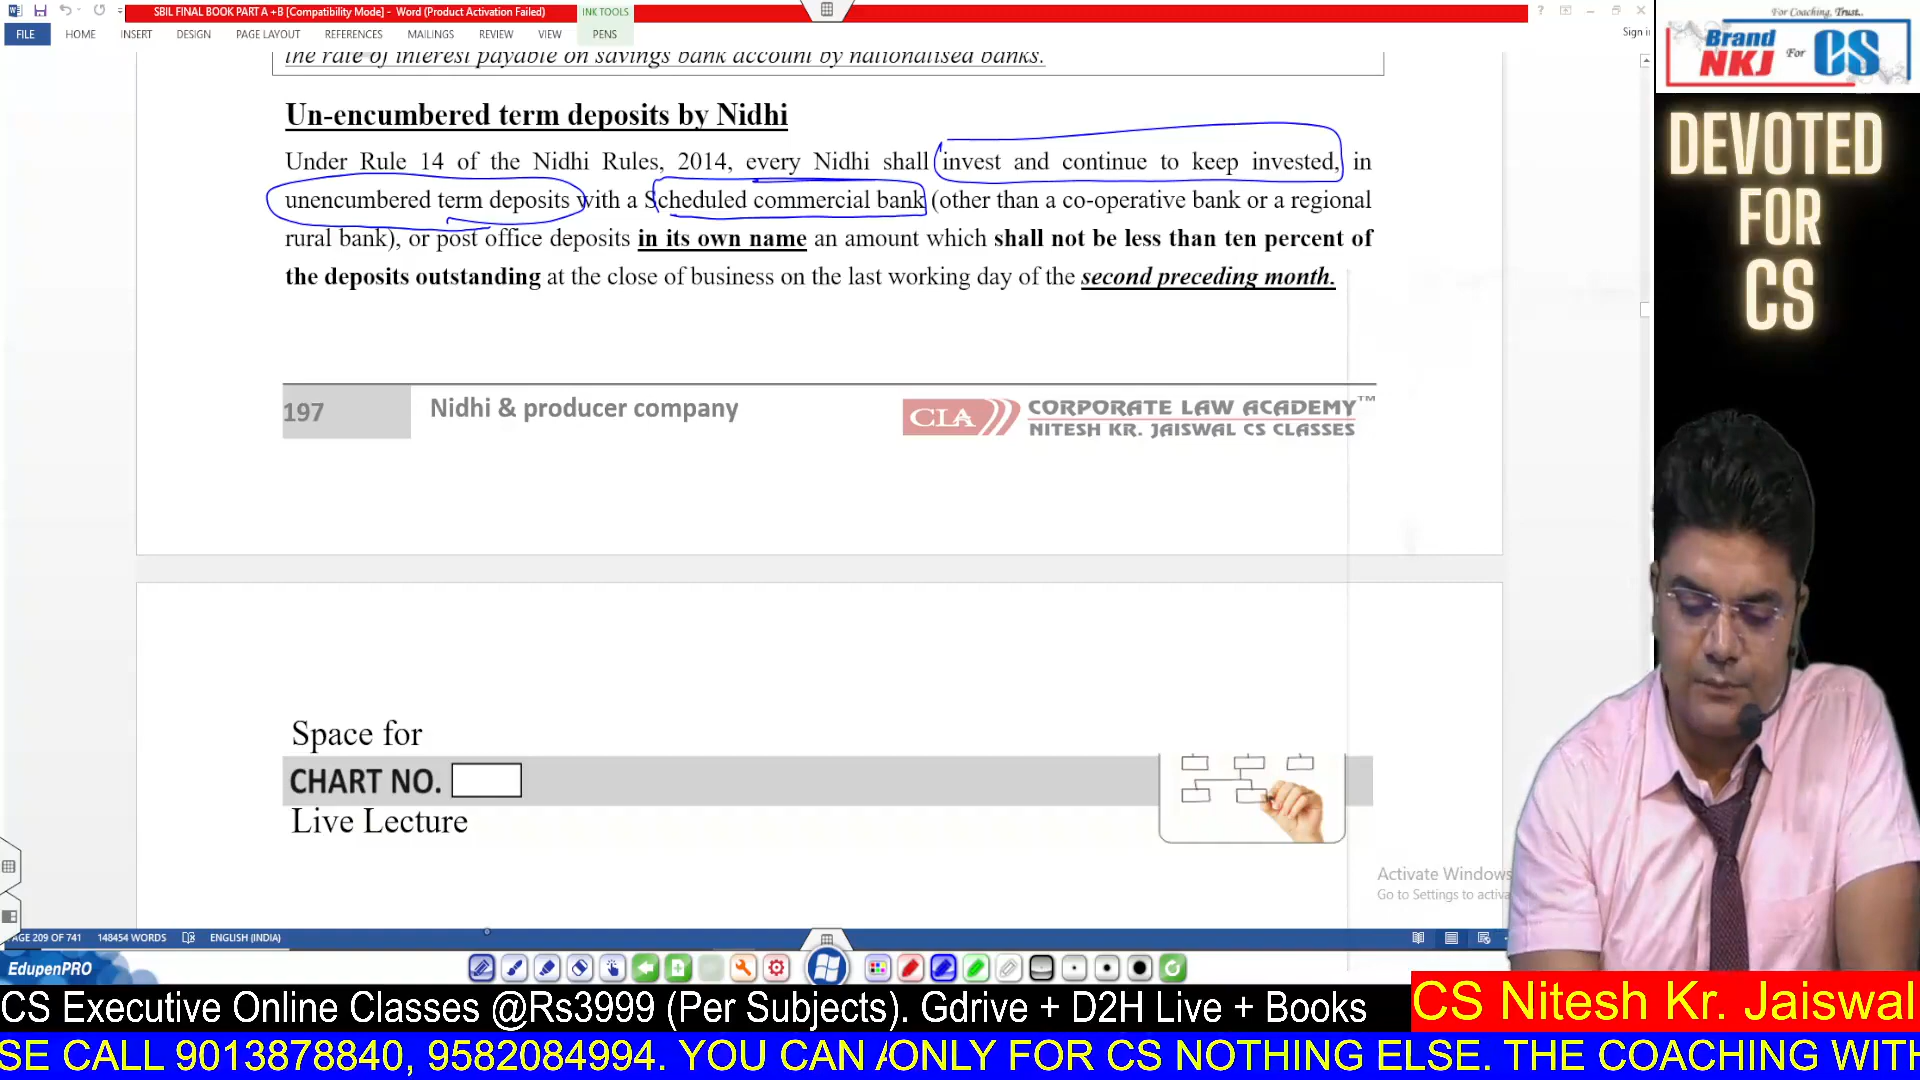 SBIL FINAL BOOK PART A +B [Compatibility Mode] - Word (Product Activation Failed)
INK TOOLS
FILE HOME INSERT DESIGN PAGE LAYOUT REFERENCES MAILINGS REVIEW VIEW PENS
Sign i
the rate of interest payable on savings bank account by nationalised banks.
Un-encumbered term deposits by Nidhi
Under Rule 14 of the Nidhi Rules, 2014, every Nidhi shall invest and continue to keep invested, in
unencumbered term deposits with a Scheduled commercial bank (other than a co-operative bank or a regional
rural bank), or post office deposits in its own name an amount which shall not be less than ten percent of
the deposits outstanding at the close of business on the last working day of the second preceding month.
197 Nidhi & producer company
CLA CORPORATE LAW ACADEMY™
NITESH KR. JAISWAL CS CLASSES
Space for
CHART NO.
Live Lecture
Activate Windows
Go to Settings to activa
PAGE 209 OF 741 148454 WORDS ENGLISH (INDIA)
EdupenPRO
For Coaching, Trust..
Brand
NKJ For CS
DEVOTED
FOR
CS
CS Executive Online Classes @Rs3999 (Per Subjects). Gdrive + D2H Live + Books
CS Nitesh Kr. Jaiswal
SE CALL 9013878840, 9582084994. YOU CAN A
ONLY FOR CS NOTHING ELSE. THE COACHING WITH